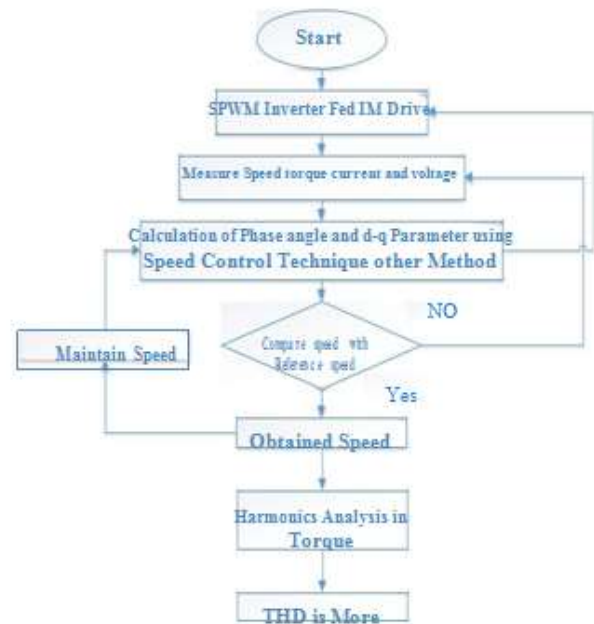 Start
SPWM Inverter Fed IM Drive
Measure Speed torque current and voltage
Calculation of Phase angle and d-q Parameter using
Speed Control Technique other Method
NO
Maintain Speed
Compare speed with
Reference speed
Yes
Obtained Speed
Harmonics Analysis in
Torque
THD is More